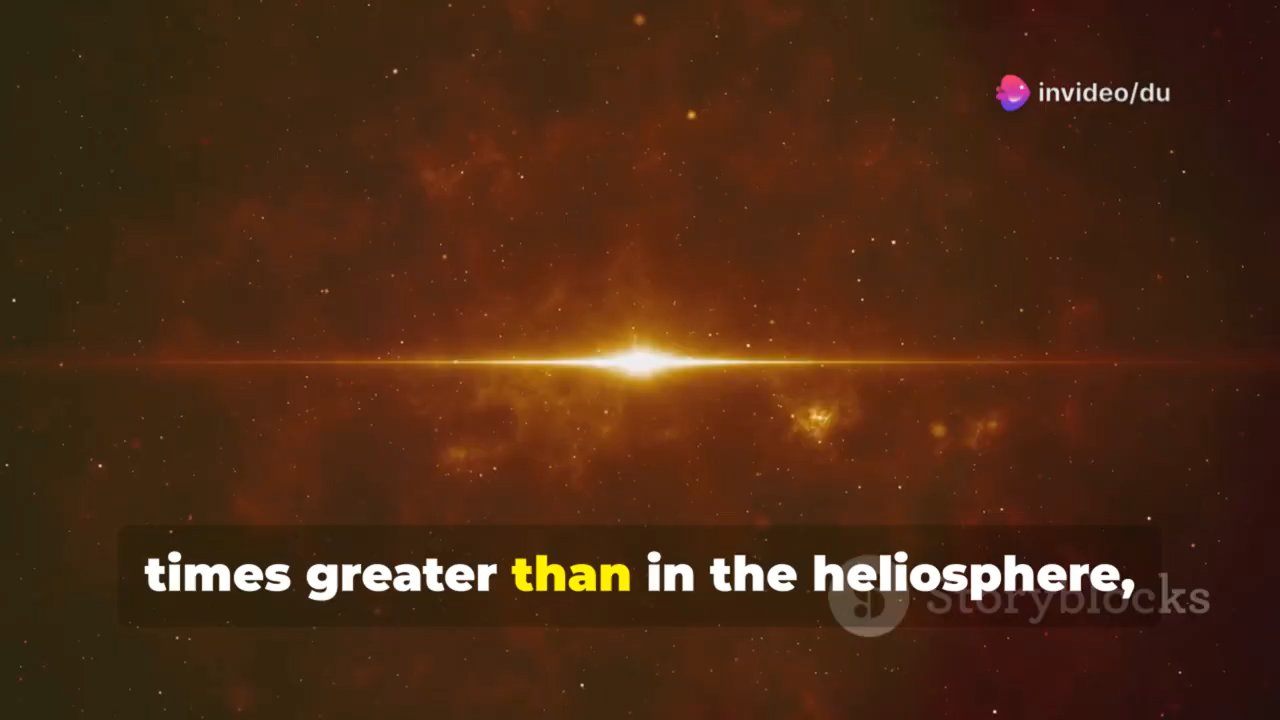 invideo/du
times greater than in the heliosphere,
Storyblocks